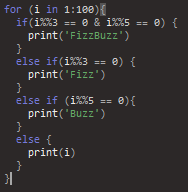 for (i in 1:100){
if(i%%3 == 0 & i%%5 == 0) {
print('FizzBuzz')
}
else if(i%%3 == 0) {
print('Fizz')
}
else if (i%%5 == 0){
print('Buzz')
}
else {
print(i)
}
}